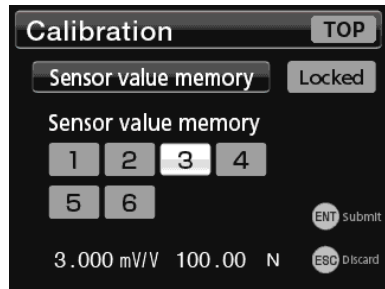 Calibration TOP
Sensor value memory Locked
Sensor value memory
1 2 3 4
5 6
ENT Submit
3.000 mV/V 100.00 N ESC Discard